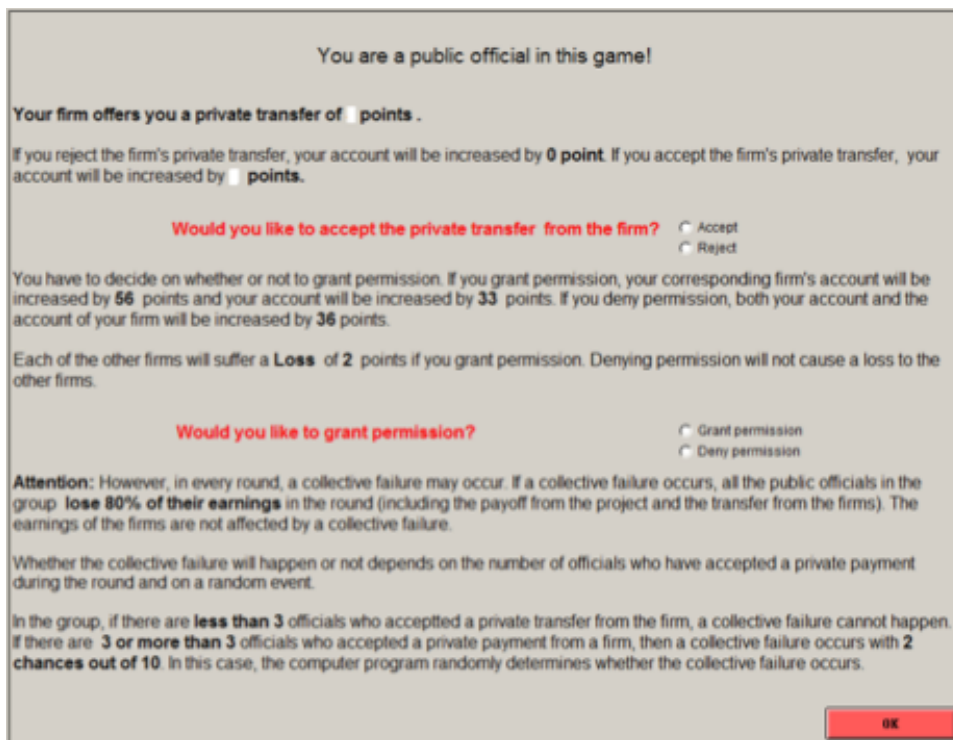 You are a public official in this game!
Your firm offers you a private transfer of points .
If you reject the firm's private transfer, your account will be increased by 0 point. If you accept the firm's private transfer, your
account will be increased by points.
Would you like to accept the private transfer from the firm?
Accept
Reject
You have to decide on whether or not to grant permission. If you grant permission, your corresponding firm's account will be
increased by 56 points and your account will be increased by 33 points. If you deny permission, both your account and the
account of your firm will be increased by 36 points.
Each of the other firms will suffer a Loss of 2 points if you grant permission. Denying permission will not cause a loss to the
other firms.
Would you like to grant permission?
Grant permission
Deny permission
Attention: However, in every round, a collective failure may occur. If a collective failure occurs, all the public officials in the
group lose 80% of their earnings in the round (including the payoff from the project and the transfer from the firms). The
earnings of the firms are not affected by a collective failure.
Whether the collective failure will happen or not depends on the number of officials who have accepted a private payment
during the round and on a random event.
In the group, if there are less than 3 officials who acceptted a private transfer from the firm, a collective failure cannot happen.
If there are 3 or more than 3 officials who accepted a private payment from a firm, then a collective failure occurs with 2
chances out of 10. In this case, the computer program randomly determines whether the collective failure occurs.
OK